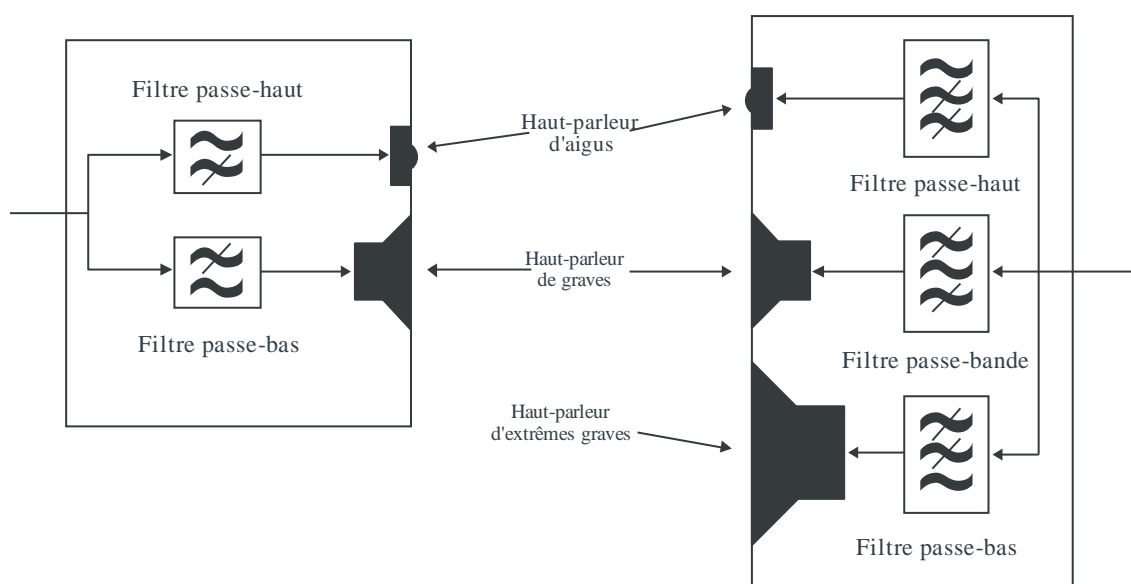 Filtre passe-haut
Filtre passe-bas
Haut-parleur
d'aigus
Haut-parleur
de graves
Haut-parleur
d'extrêmes graves
Filtre passe-haut
Filtre passe-bande
Filtre passe-bas